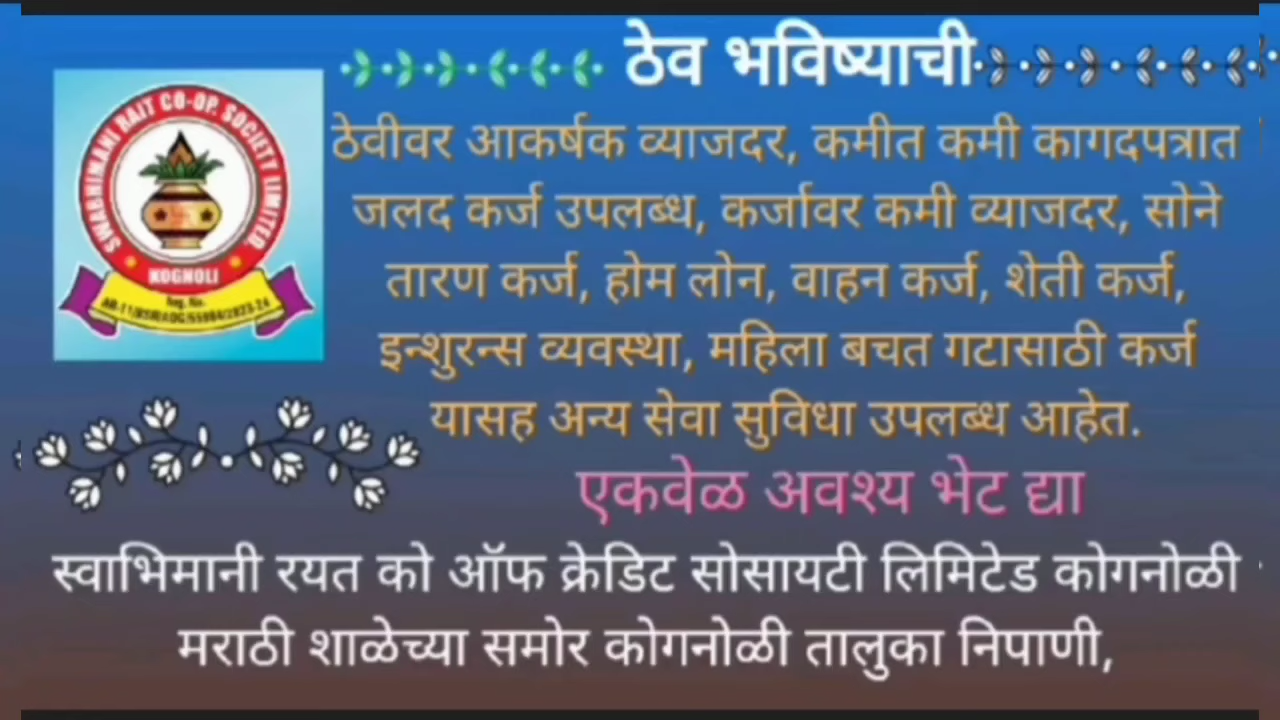 ठेव भविष्याची
ठेवीवर आकर्षक व्याजदर, कमीत कमी कागदपत्रात
जलद कर्ज उपलब्ध, कर्जावर कमी व्याजदर, सोने
तारण कर्ज, होम लोन, वाहन कर्ज, शेती कर्ज,
इन्शुरन्स व्यवस्था, महिला बचत गटासाठी कर्ज
यासह अन्य सेवा सुविधा उपलब्ध आहेत.
एकवेळ अवश्य भेट द्या
SWABHIMANI RAIT CO-OP. SOCIETY LIMITED.
KOGNOLI
Reg. No.
स्वाभिमानी रयत को ऑफ क्रेडिट सोसायटी लिमिटेड कोगनोळी
मराठी शाळेच्या समोर कोगनोळी तालुका निपाणी,